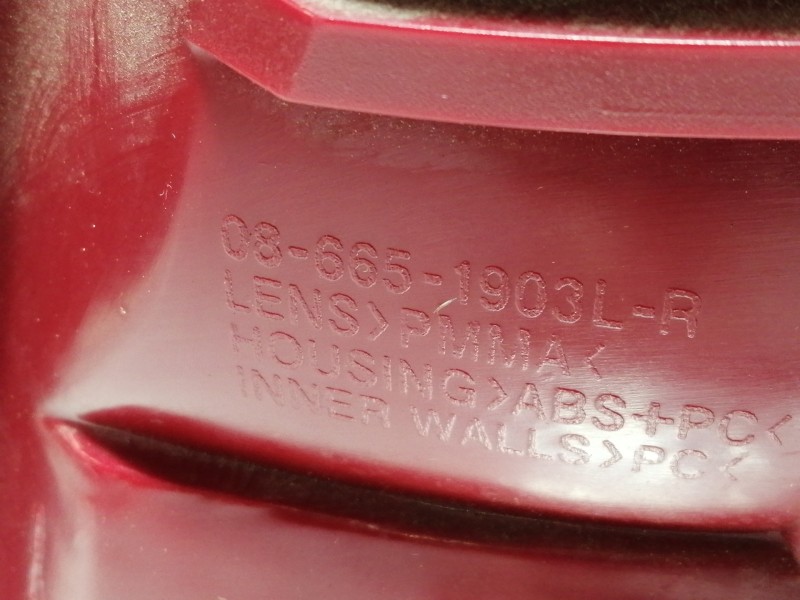 08-665-1903L-R
LENS>PMMA<
HOUSING>ABS+PC<
INNER WALLS>PC<